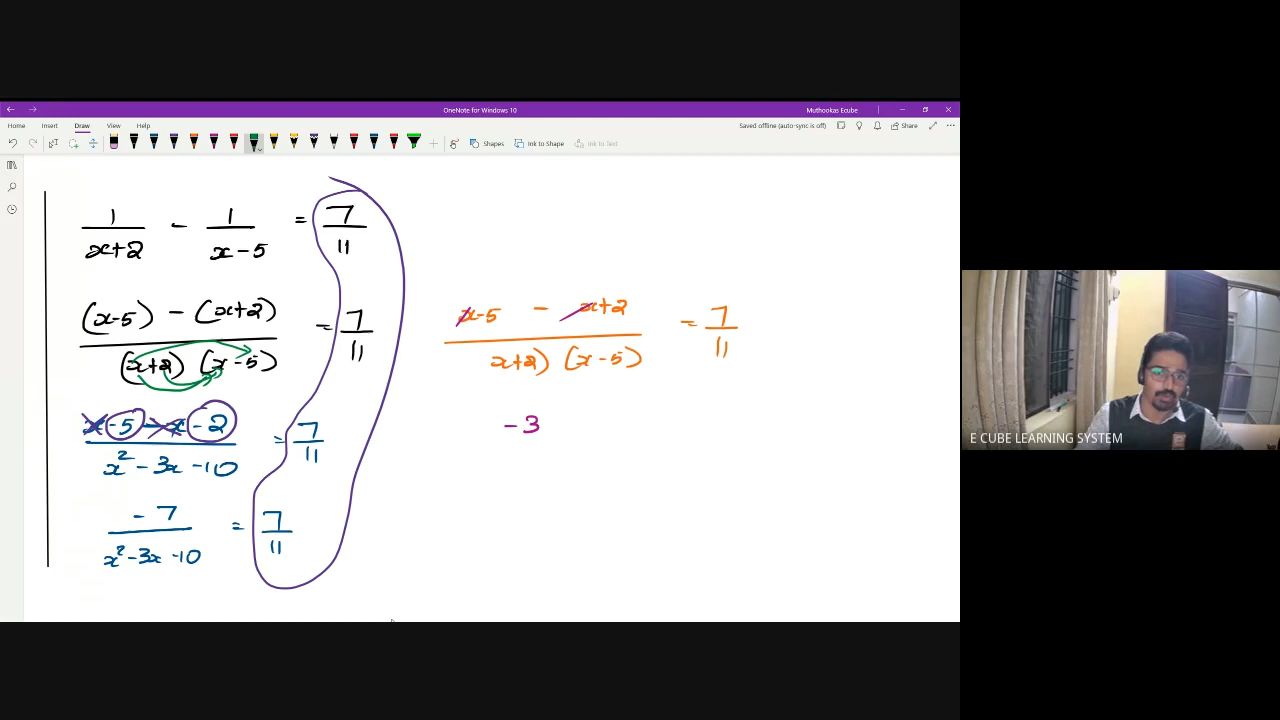 OneNote for Windows 10
Muthookas Ecube
Home Insert Draw View Help
Saved offline (auto-sync is off)
Share
Shapes
Ink to Shape
Ink to Text
1/(x+2) - 1/(x-5) = 7/11
((x-5) - (x+2))/((x+2)(x-5)) = 7/11
(x-5-x-2)/(x²-3x-10) = 7/11
-7/(x²-3x-10) = 7/11
(x-5 - x+2)/(x+2)(x-5) = 7/11
-3
E CUBE LEARNING SYSTEM